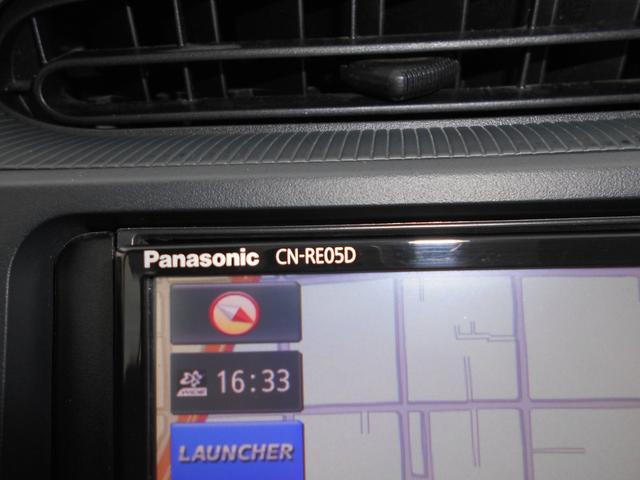 Panasonic CN-RE05D
16:33
LAUNCHER